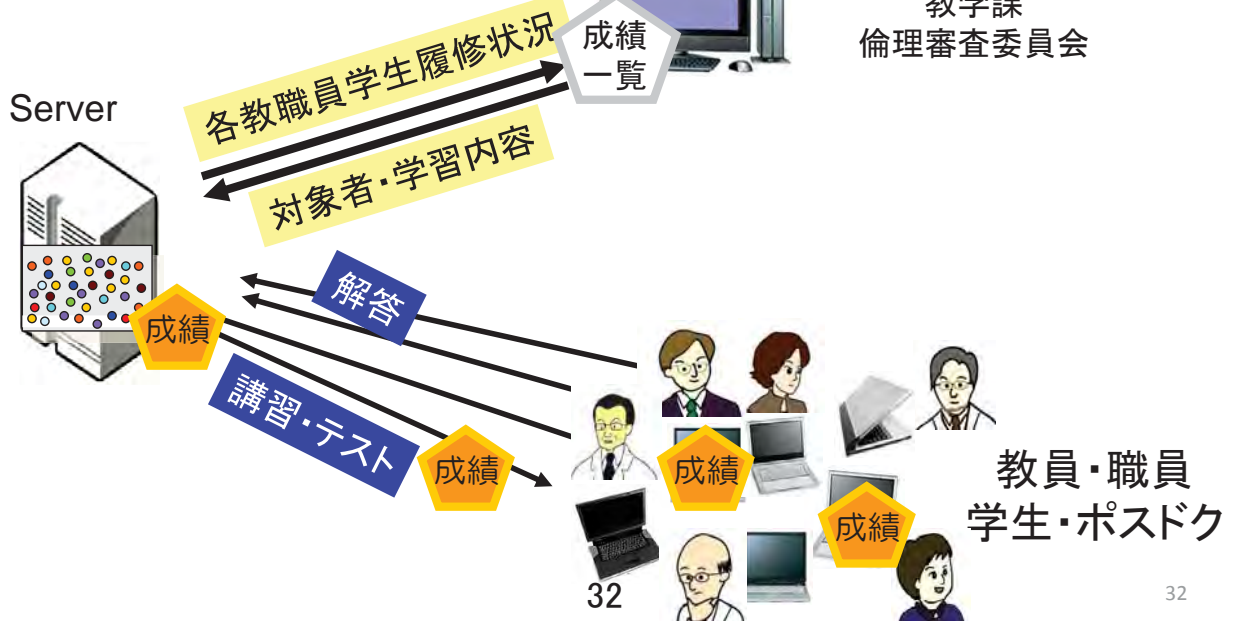 教学課
倫理審査委員会
成績
一覧
各教職員学生履修状況
Server
対象者・学習内容
解答
成績
講習・テスト
成績
成績
成績
教員・職員
学生・ポスドク
32
32